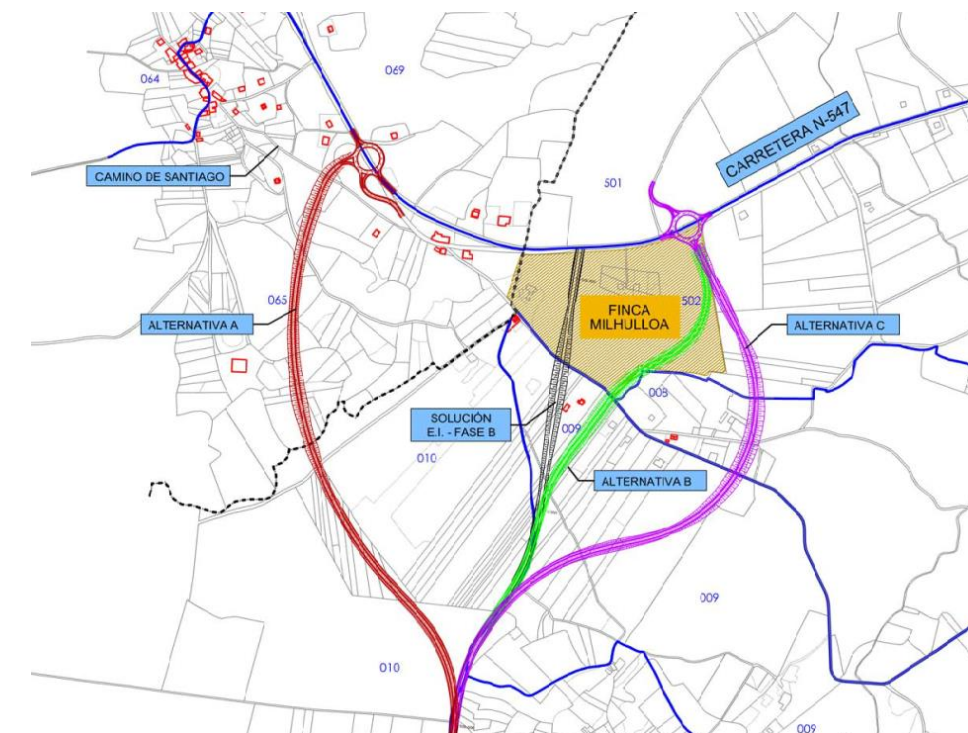 069
064
CARRETERA N-547
CAMINO DE SANTIAGO
501
065
502
FINCA
MILHULLOA
ALTERNATIVA A
ALTERNATIVA C
008
SOLUCIÓN
E.I. - FASE B
009
010
ALTERNATIVA B
009
010
009